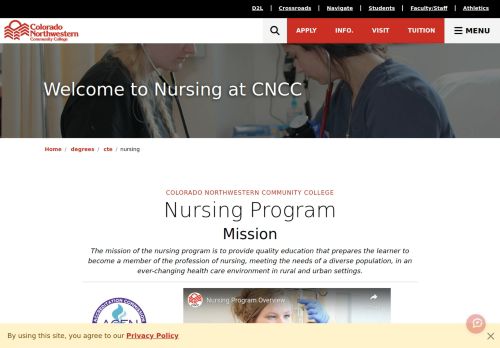 D2L | Crossroads | Navigate | Students | Faculty/Staff | Athletics
Colorado
Northwestern
Community College
APPLY INFO. VISIT TUITION MENU
Welcome to Nursing at CNCC
Home / degrees / cte / nursing
COLORADO NORTHWESTERN COMMUNITY COLLEGE
Nursing Program
Mission
The mission of the nursing program is to provide quality education that prepares the learner to
become a member of the profession of nursing, meeting the needs of a diverse population, in an
ever-changing health care environment in rural and urban settings.
ACCREDITATION COMMISSION
ACEN
Nursing Program Overview
By using this site, you agree to our Privacy Policy